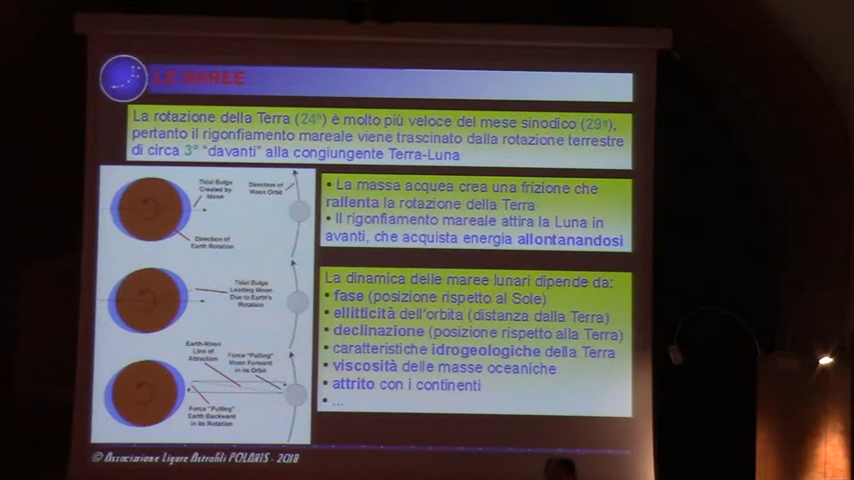 LE MAREE
La rotazione della Terra (24h) è molto più veloce del mese sinodico (29g),
pertanto il rigonfiamento mareale viene trascinato dalla rotazione terrestre
di circa 3° “davanti” alla congiungente Terra-Luna
Tidal Bulge
Created by
Moon
Direction of
Moon Orbit
Direction of
Earth Rotation
• La massa acquea crea una frizione che
rallenta la rotazione della Terra
• Il rigonfiamento mareale attira la Luna in
avanti, che acquista energia allontanandosi
Tidal Bulge
Leading Moon
Due to Earth's
Rotation
Earth-Moon
Line of
Attraction
Force "Pulling"
Moon Forward
in its Orbit
Force "Pulling"
Earth Backward
in its Rotation
La dinamica delle maree lunari dipende da:
• fase (posizione rispetto al Sole)
• ellitticità dell'orbita (distanza dalla Terra)
• declinazione (posizione rispetto alla Terra)
• caratteristiche idrogeologiche della Terra
• viscosità delle masse oceaniche
• attrito con i continenti
• ...
© Associazione Ligure Astrofili POLARIS - 2018